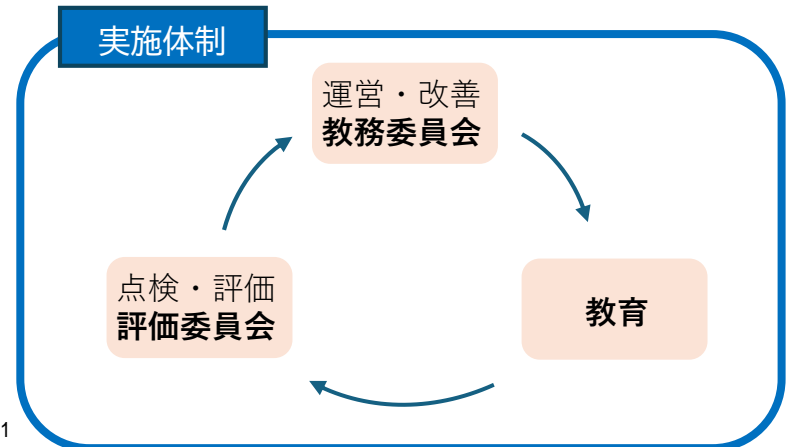 実施体制
運営・改善
教務委員会
点検・評価
評価委員会
教育
1